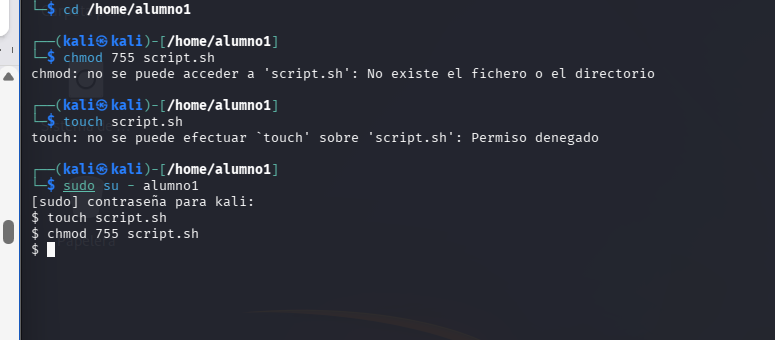 └─$ cd /home/alumno1
┌──(kali㉿kali)-[/home/alumno1]
└─$ chmod 755 script.sh
chmod: no se puede acceder a 'script.sh': No existe el fichero o el directorio
┌──(kali㉿kali)-[/home/alumno1]
└─$ touch script.sh
touch: no se puede efectuar `touch' sobre 'script.sh': Permiso denegado
┌──(kali㉿kali)-[/home/alumno1]
└─$ sudo su - alumno1
[sudo] contraseña para kali:
$ touch script.sh
$ chmod 755 script.sh
Papelera
$